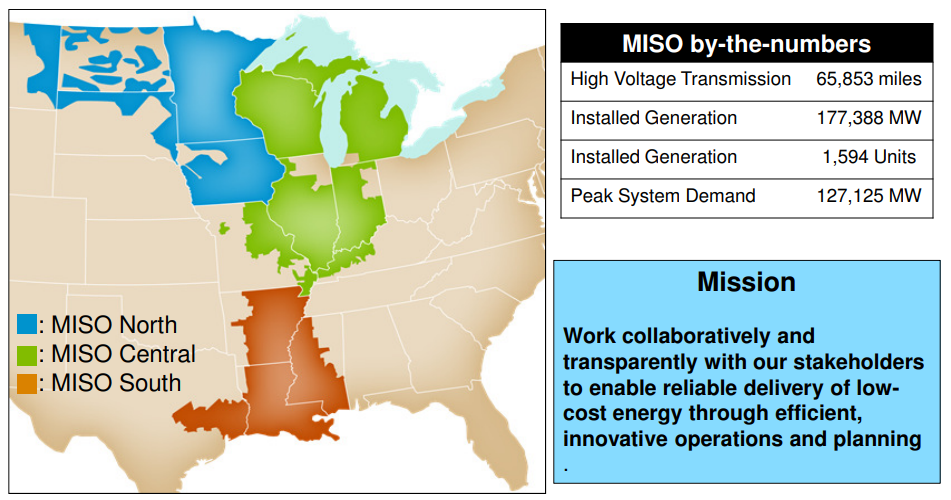 : MISO North
: MISO Central
: MISO South
MISO by-the-numbers
High Voltage Transmission 65,853 miles
Installed Generation 177,388 MW
Installed Generation 1,594 Units
Peak System Demand 127,125 MW
Mission
Work collaboratively and
transparently with our stakeholders
to enable reliable delivery of low-
cost energy through efficient,
innovative operations and planning
.